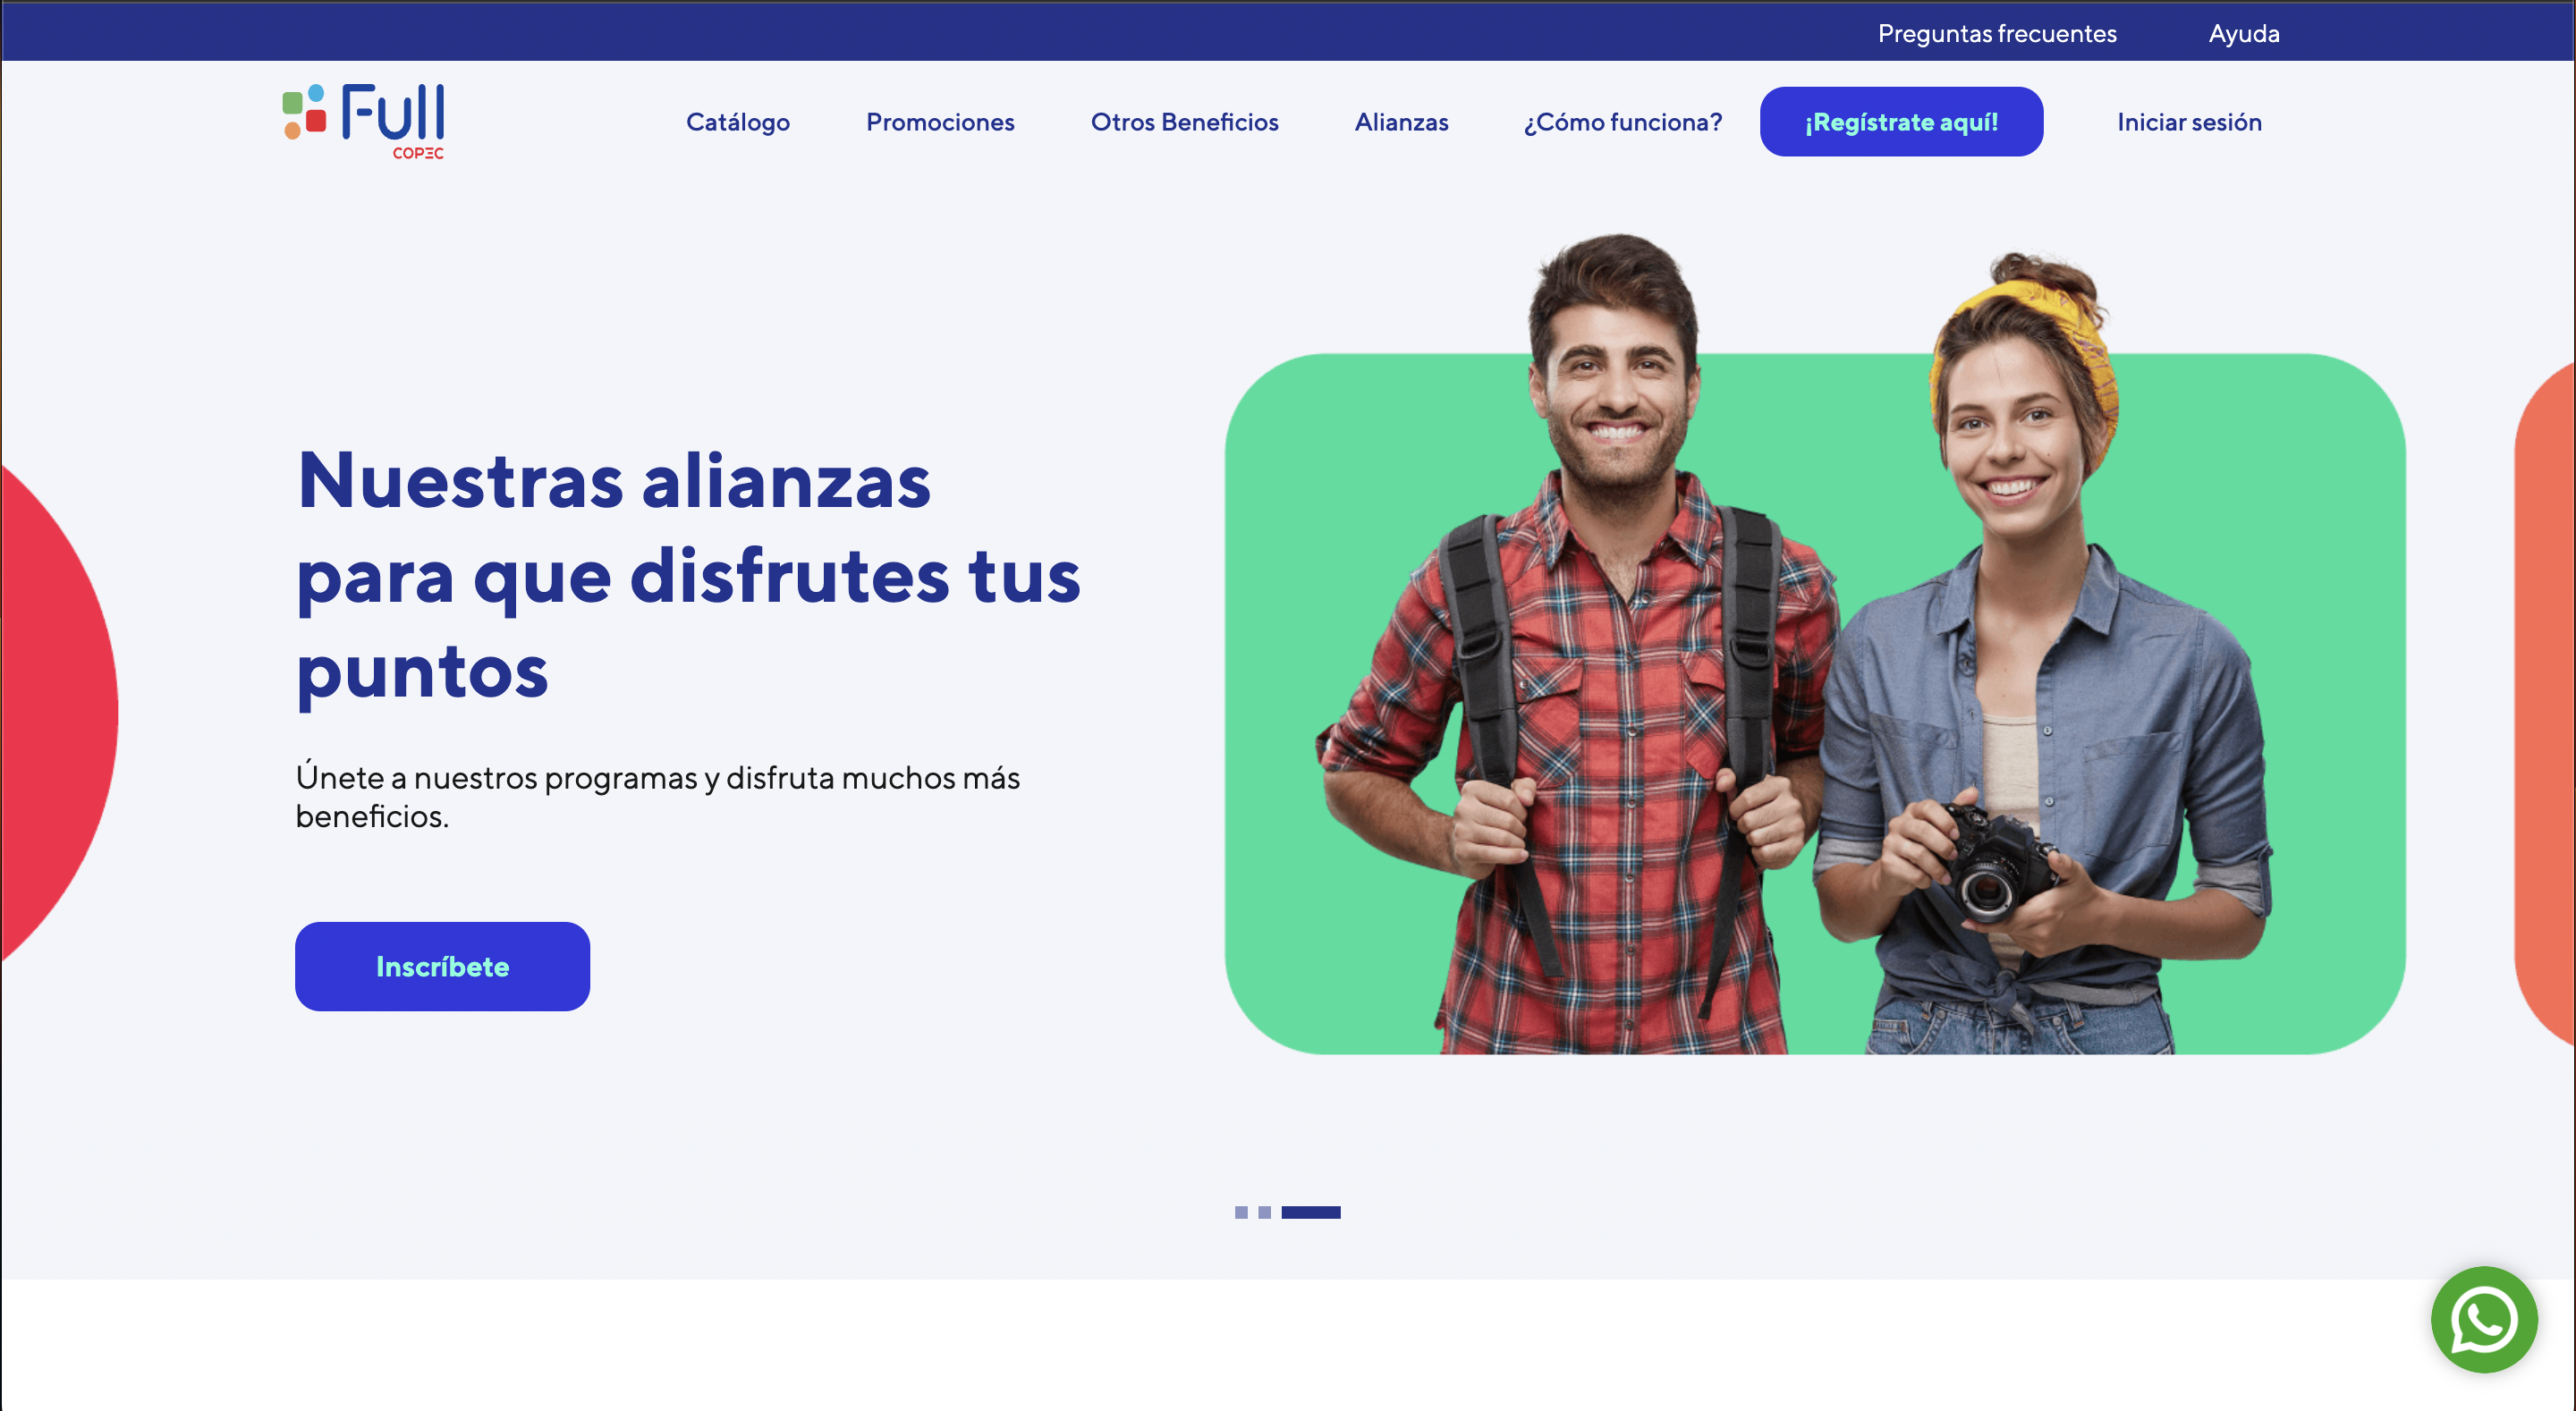 Preguntas frecuentes
Ayuda
Full
COPEC
Catálogo
Promociones
Otros Beneficios
Alianzas
¿Cómo funciona?
¡Regístrate aquí!
Iniciar sesión
Nuestras alianzas
para que disfrutes tus
puntos
Únete a nuestros programas y disfruta muchos más
beneficios.
Inscríbete